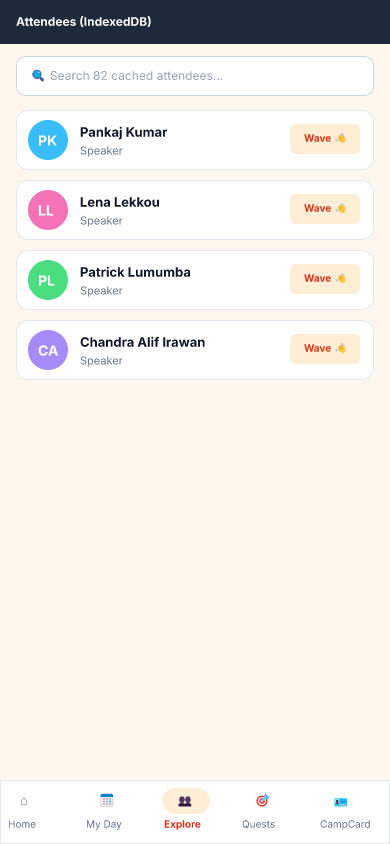 Attendees (IndexedDB)
🔍 Search 82 cached attendees...
PK
Pankaj Kumar
Speaker
Wave 👋
LL
Lena Lekkou
Speaker
Wave 👋
PL
Patrick Lumumba
Speaker
Wave 👋
CA
Chandra Alif Irawan
Speaker
Wave 👋
Home
My Day
Explore
Quests
CampCard